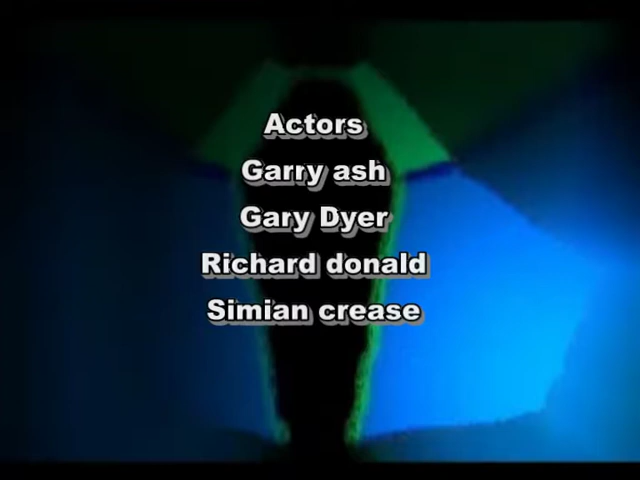 Actors
Garry ash
Gary Dyer
Richard donald
Simian crease